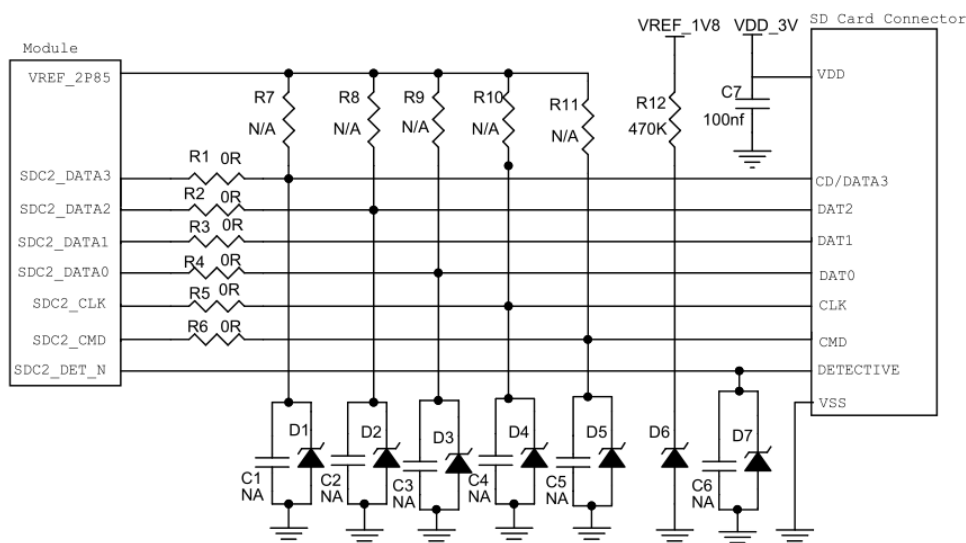 SD Card Connector
VREF_1V8 VDD_3V
Module
VREF_2P85
VDD
R7 R8 R9 R10 R11 R12 C7
N/A N/A N/A N/A N/A 470K 100nf
R1 0R
SDC2_DATA3
CD/DATA3
R2 0R
SDC2_DATA2
DAT2
R3 0R
SDC2_DATA1
DAT1
R4 0R
SDC2_DATA0
DAT0
R5 0R
SDC2_CLK
CLK
R6 0R
SDC2_CMD
CMD
SDC2_DET_N
DETECTIVE
VSS
D1 D2 D3 D4 D5 D6 D7
C1 C2 C3 C4 C5 C6
NA NA NA NA NA NA